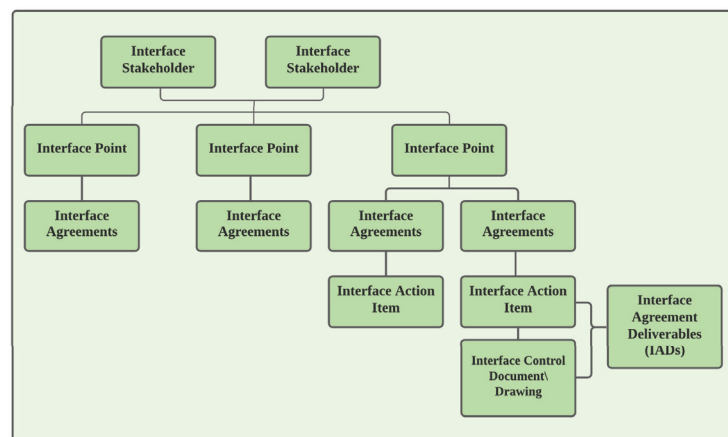 Interface
Stakeholder
Interface
Stakeholder
Interface Point
Interface Point
Interface Point
Interface
Agreements
Interface
Agreements
Interface
Agreements
Interface
Agreements
Interface Action
Item
Interface Action
Item
Interface
Agreement
Deliverables
(IADs)
Interface Control
Document\
Drawing